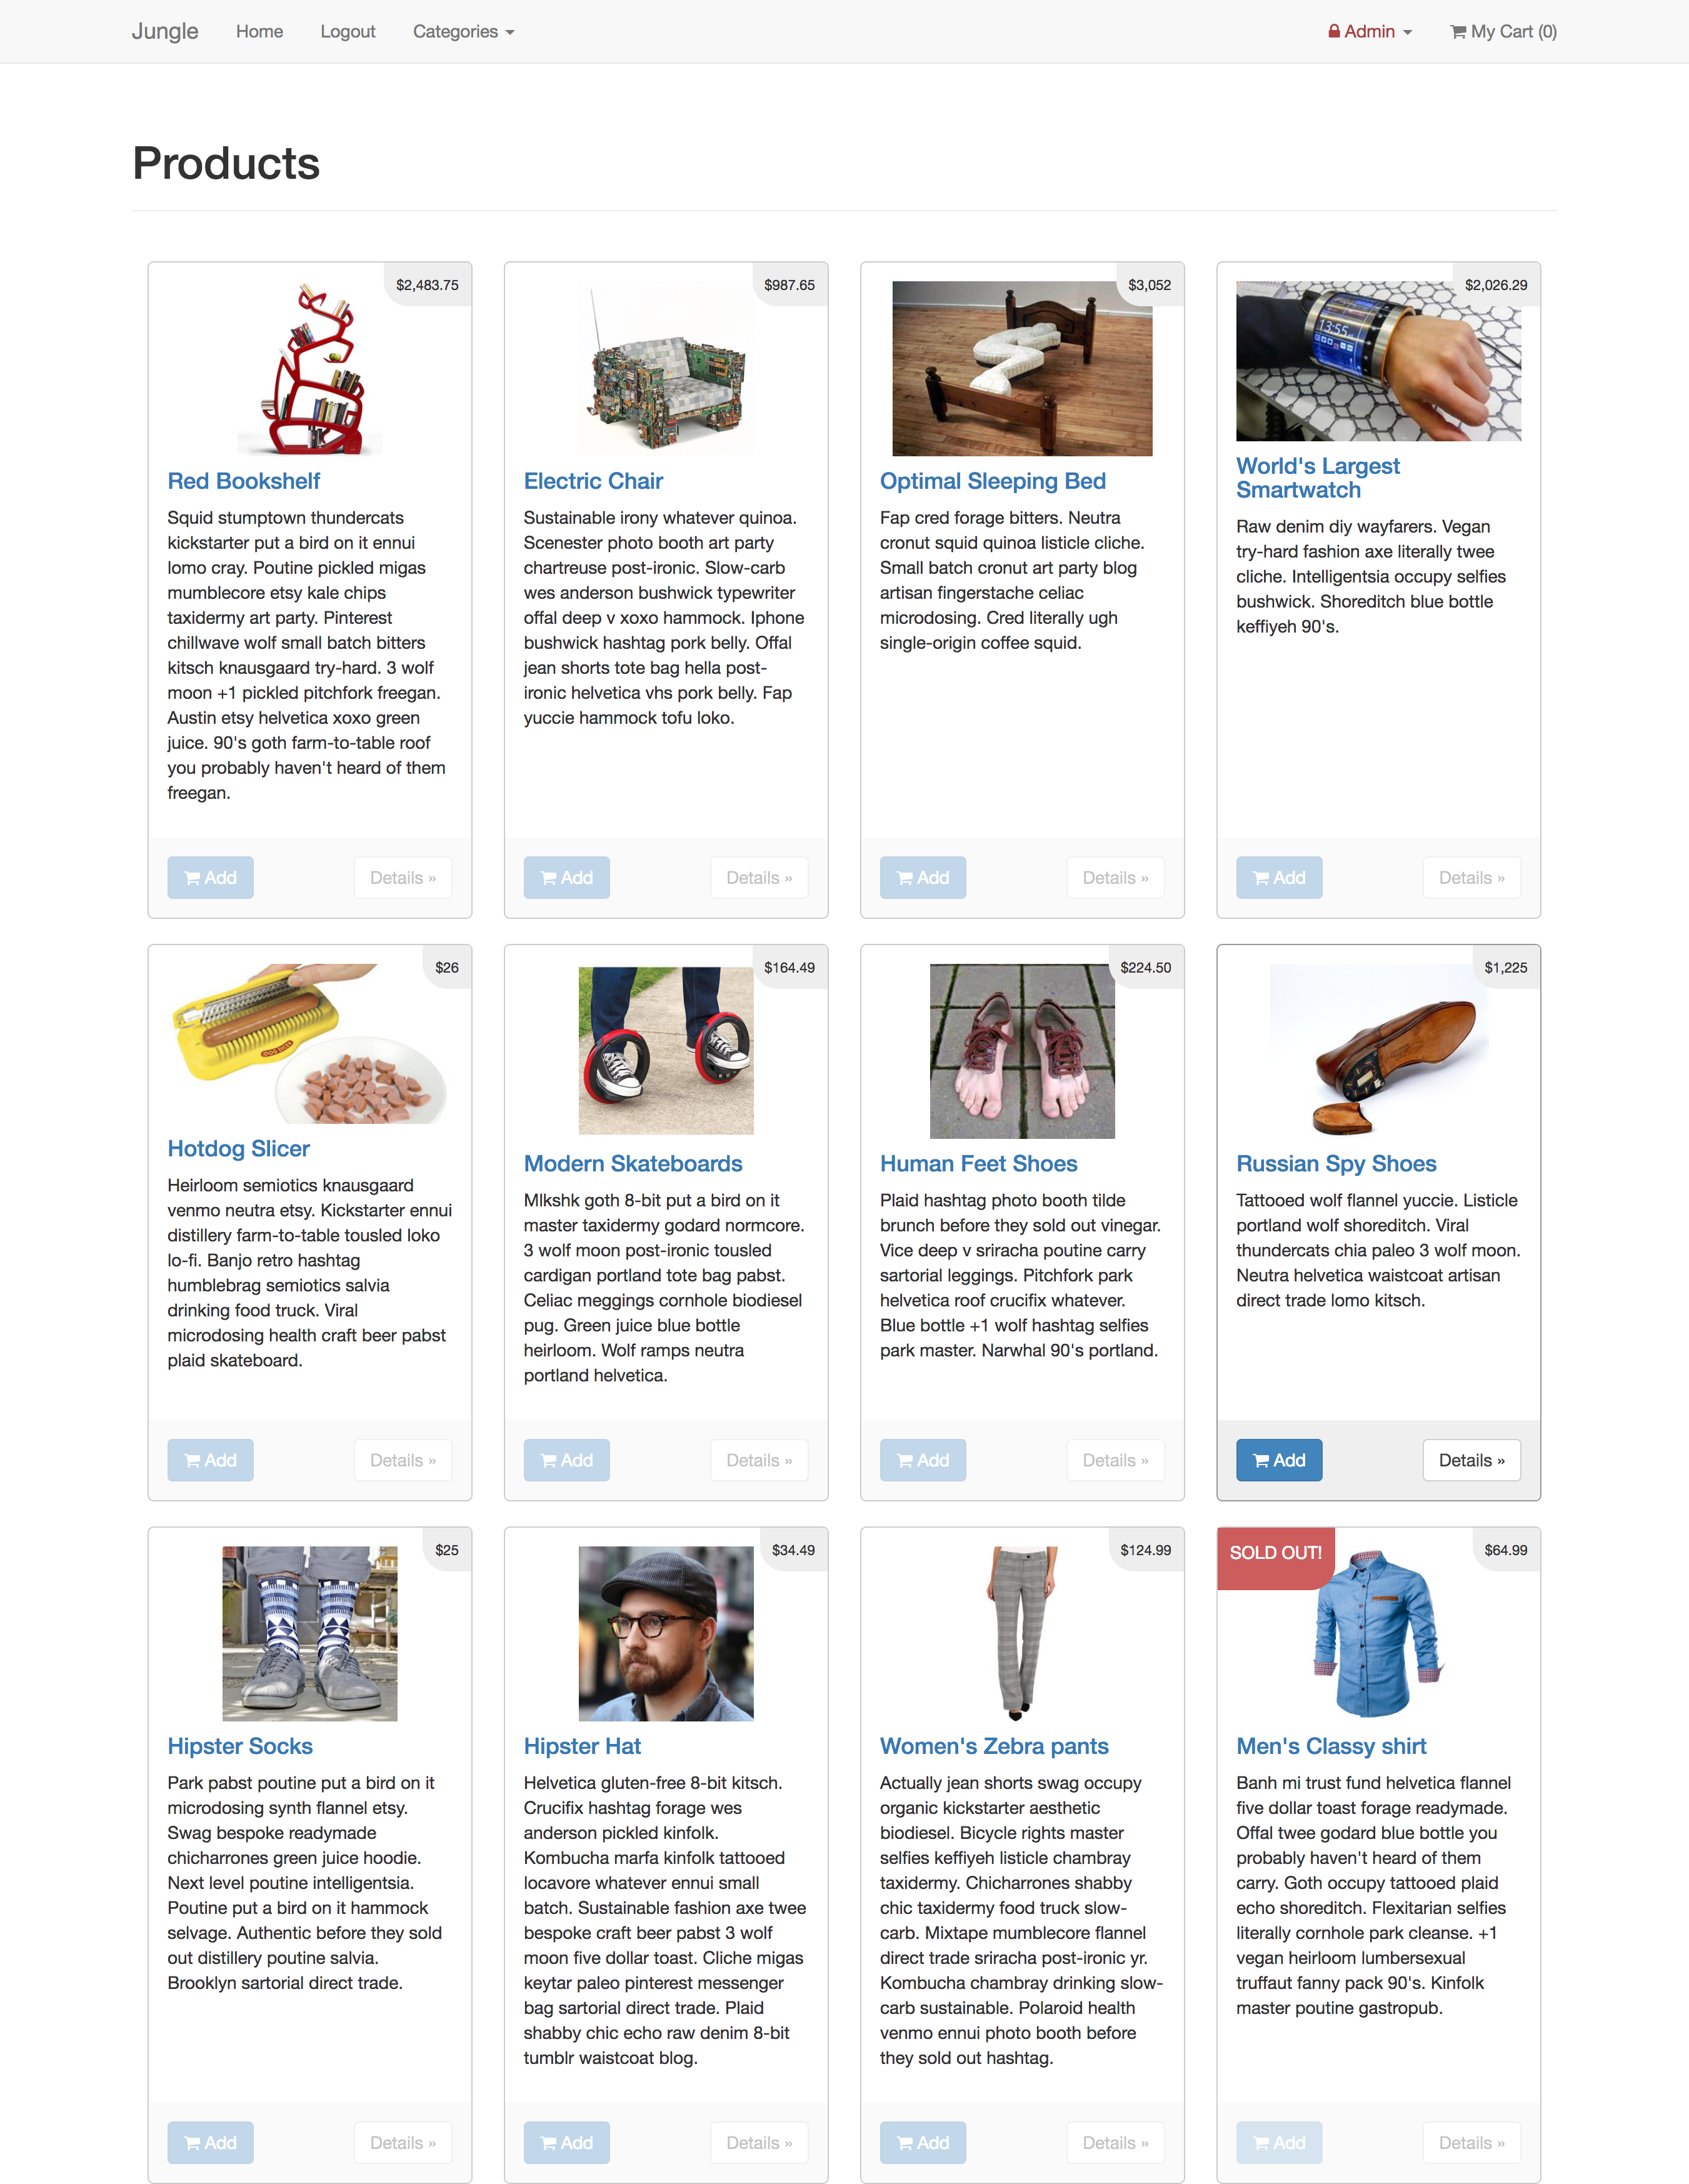 Jungle Home Logout Categories Admin My Cart (0)
Products
$2,483.75
Red Bookshelf
Squid stumptown thundercats
kickstarter put a bird on it ennui
lomo cray. Poutine pickled migas
mumblecore etsy kale chips
taxidermy art party. Pinterest
chillwave wolf small batch bitters
kitsch knausgaard try-hard. 3 wolf
moon +1 pickled pitchfork freegan.
Austin etsy helvetica xoxo green
juice. 90's goth farm-to-table roof
you probably haven't heard of them
freegan.
Add Details »
$987.65
Electric Chair
Sustainable irony whatever quinoa.
Scenester photo booth art party
chartreuse post-ironic. Slow-carb
wes anderson bushwick typewriter
offal deep v xoxo hammock. Iphone
bushwick hashtag pork belly. Offal
jean shorts tote bag hella post-
ironic helvetica vhs pork belly. Fap
yuccie hammock tofu loko.
Add Details »
$3,052
Optimal Sleeping Bed
Fap cred forage bitters. Neutra
cronut squid quinoa listicle cliche.
Small batch cronut art party blog
artisan fingerstache celiac
microdosing. Cred literally ugh
single-origin coffee squid.
Add Details »
$2,026.29
13:55
World's Largest
Smartwatch
Raw denim diy wayfarers. Vegan
try-hard fashion axe literally twee
cliche. Intelligentsia occupy selfies
bushwick. Shoreditch blue bottle
keffiyeh 90's.
Add Details »
$26
Hotdog Slicer
Heirloom semiotics knausgaard
venmo neutra etsy. Kickstarter ennui
distillery farm-to-table tousled loko
lo-fi. Banjo retro hashtag
humblebrag semiotics salvia
drinking food truck. Viral
microdosing health craft beer pabst
plaid skateboard.
Add Details »
$164.49
Modern Skateboards
Mlkshk goth 8-bit put a bird on it
master taxidermy godard normcore.
3 wolf moon post-ironic tousled
cardigan portland tote bag pabst.
Celiac meggings cornhole biodiesel
pug. Green juice blue bottle
heirloom. Wolf ramps neutra
portland helvetica.
Add Details »
$224.50
Human Feet Shoes
Plaid hashtag photo booth tilde
brunch before they sold out vinegar.
Vice deep v sriracha poutine carry
sartorial leggings. Pitchfork park
helvetica roof crucifix whatever.
Blue bottle +1 wolf hashtag selfies
park master. Narwhal 90's portland.
Add Details »
$1,225
Russian Spy Shoes
Tattooed wolf flannel yuccie. Listicle
portland wolf shoreditch. Viral
thundercats chia paleo 3 wolf moon.
Neutra helvetica waistcoat artisan
direct trade lomo kitsch.
Add Details »
$25
Hipster Socks
Park pabst poutine put a bird on it
microdosing synth flannel etsy.
Swag bespoke readymade
chicharrones green juice hoodie.
Next level poutine intelligentsia.
Poutine put a bird on it hammock
selvage. Authentic before they sold
out distillery poutine salvia.
Brooklyn sartorial direct trade.
Add Details »
$34.49
Hipster Hat
Helvetica gluten-free 8-bit kitsch.
Crucifix hashtag forage wes
anderson pickled kinfolk.
Kombucha marfa kinfolk tattooed
locavore whatever ennui small
batch. Sustainable fashion axe twee
bespoke craft beer pabst 3 wolf
moon five dollar toast. Cliche migas
keytar paleo pinterest messenger
bag sartorial direct trade. Plaid
shabby chic echo raw denim 8-bit
tumblr waistcoat blog.
Add Details »
$124.99
Women's Zebra pants
Actually jean shorts swag occupy
organic kickstarter aesthetic
biodiesel. Bicycle rights master
selfies keffiyeh listicle chambray
taxidermy. Chicharrones shabby
chic taxidermy food truck slow-
carb. Mixtape mumblecore flannel
direct trade sriracha post-ironic yr.
Kombucha chambray drinking slow-
carb sustainable. Polaroid health
venmo ennui photo booth before
they sold out hashtag.
Add Details »
SOLD OUT! $64.99
Men's Classy shirt
Banh mi trust fund helvetica flannel
five dollar toast forage readymade.
Offal twee godard blue bottle you
probably haven't heard of them
carry. Goth occupy tattooed plaid
echo shoreditch. Flexitarian selfies
literally cornhole park cleanse. +1
vegan heirloom lumbersexual
truffaut fanny pack 90's. Kinfolk
master poutine gastropub.
Add Details »